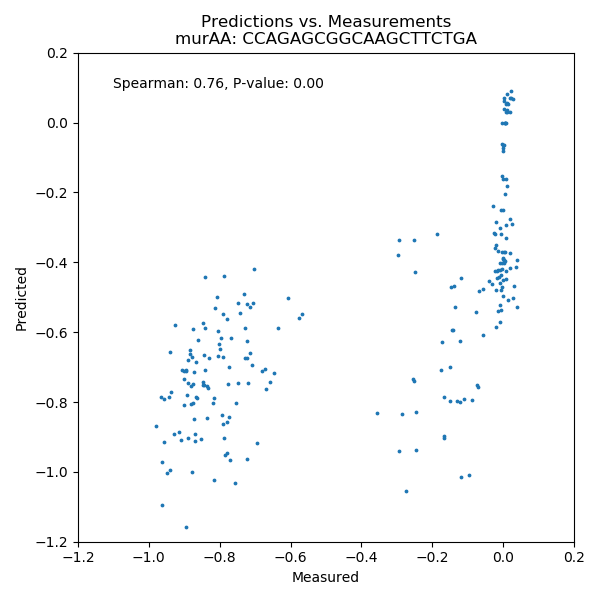 Predictions vs. Measurements
murAA: CCAGAGCGGCAAGCTTCTGA
Spearman: 0.76, P-value: 0.00
0.2
0.0
−0.2
−0.4
−0.6
−0.8
−1.0
−1.2
Predicted
−1.2 −1.0 −0.8 −0.6 −0.4 −0.2 0.0 0.2
Measured